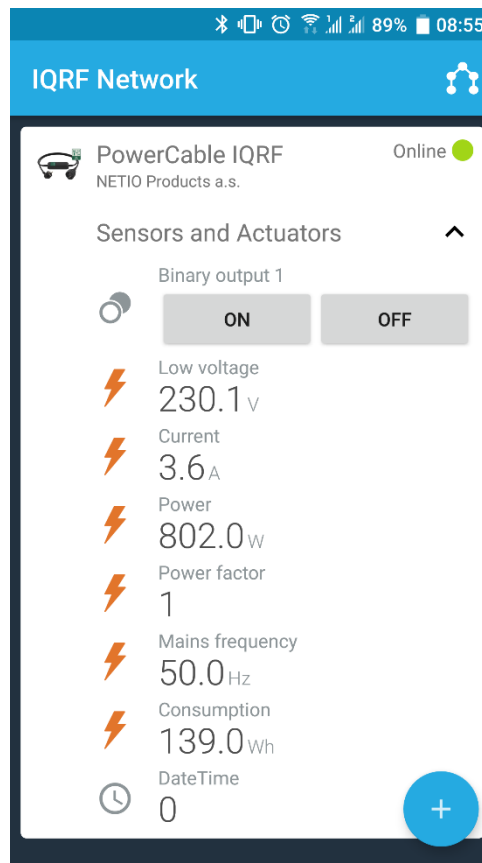 89% 08:55
IQRF Network
PowerCable IQRF Online
NETIO Products a.s.
Sensors and Actuators
Binary output 1
ON OFF
Low voltage
230.1 V
Current
3.6 A
Power
802.0 W
Power factor
1
Mains frequency
50.0 Hz
Consumption
139.0 Wh
DateTime
0
+